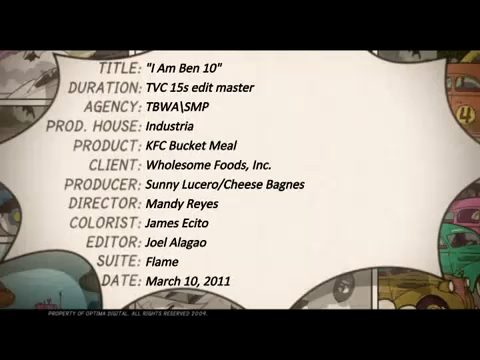 TITLE: "I Am Ben 10"
DURATION: TVC 15s edit master
AGENCY: TBWA\SMP
PROD. HOUSE: Industria
PRODUCT: KFC Bucket Meal
CLIENT: Wholesome Foods, Inc.
PRODUCER: Sunny Lucero/Cheese Bagnes
DIRECTOR: Mandy Reyes
COLORIST: James Ecito
EDITOR: Joel Alagao
SUITE: Flame
DATE: March 10, 2011
4
PROPERTY OF OPTIMA DIGITAL. ALL RIGHTS RESERVED 2009.